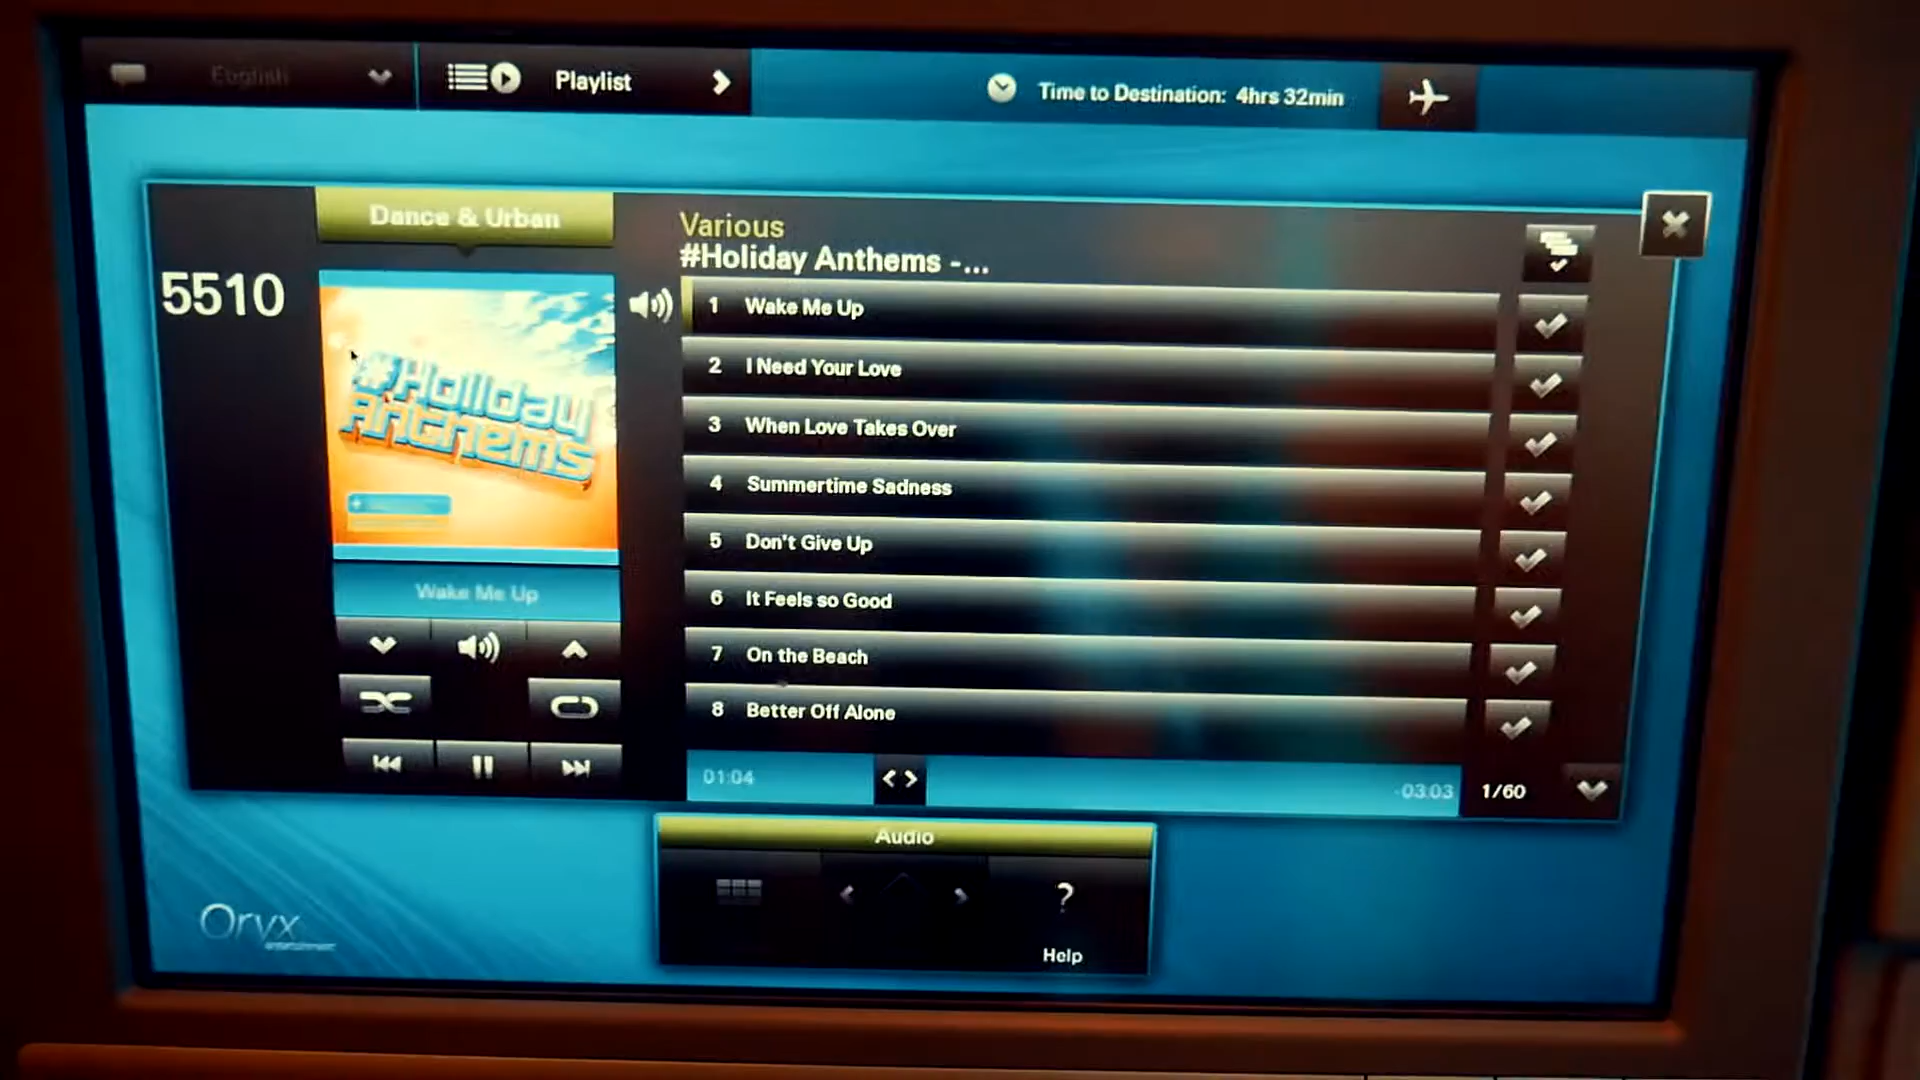 English
Playlist
Time to Destination: 4hrs 32min
Dance & Urban
5510
#Holiday
Anthems
Wake Me Up
Various
#Holiday Anthems -...
1 Wake Me Up
2 I Need Your Love
3 When Love Takes Over
4 Summertime Sadness
5 Don't Give Up
6 It Feels so Good
7 On the Beach
8 Better Off Alone
01:04
-03:03
1/60
Audio
?
Help
Oryx
entertainment